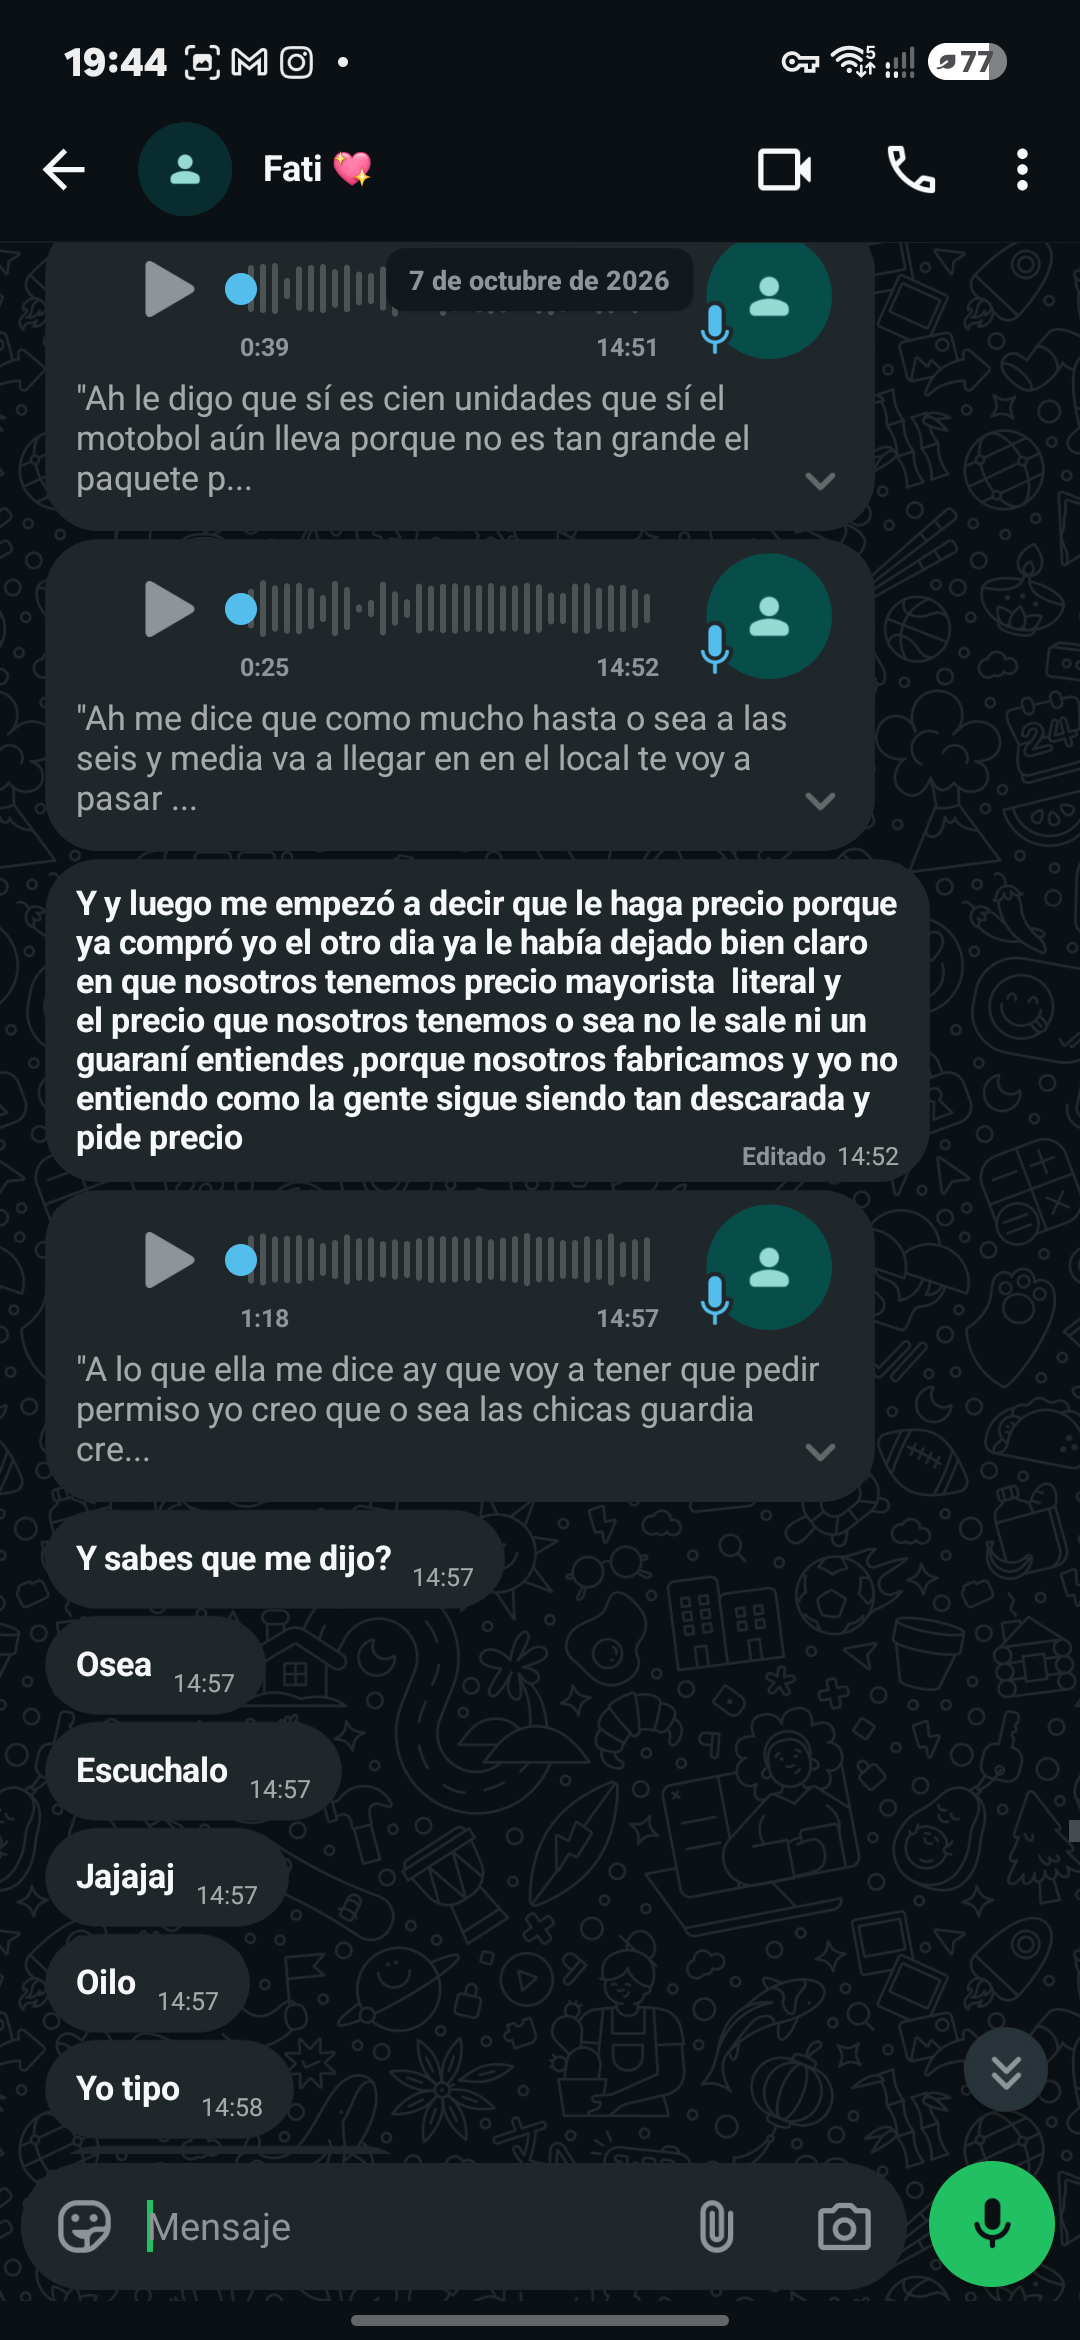 19:44
5
77
Fati 💖
7 de octubre de 2026
0:39 14:51
"Ah le digo que sí es cien unidades que sí el
motobol aún lleva porque no es tan grande el
paquete p...
0:25 14:52
"Ah me dice que como mucho hasta o sea a las
seis y media va a llegar en en el local te voy a
pasar ...
Y y luego me empezó a decir que le haga precio porque
ya compró yo el otro dia ya le había dejado bien claro
en que nosotros tenemos precio mayorista  literal y
el precio que nosotros tenemos o sea no le sale ni un
guaraní entiendes ,porque nosotros fabricamos y yo no
entiendo como la gente sigue siendo tan descarada y
pide precio
Editado 14:52
1:18 14:57
"A lo que ella me dice ay que voy a tener que pedir
permiso yo creo que o sea las chicas guardia
cre...
Y sabes que me dijo? 14:57
Osea 14:57
Escuchalo 14:57
Jajajaj 14:57
Oilo 14:57
Yo tipo 14:58
Mensaje